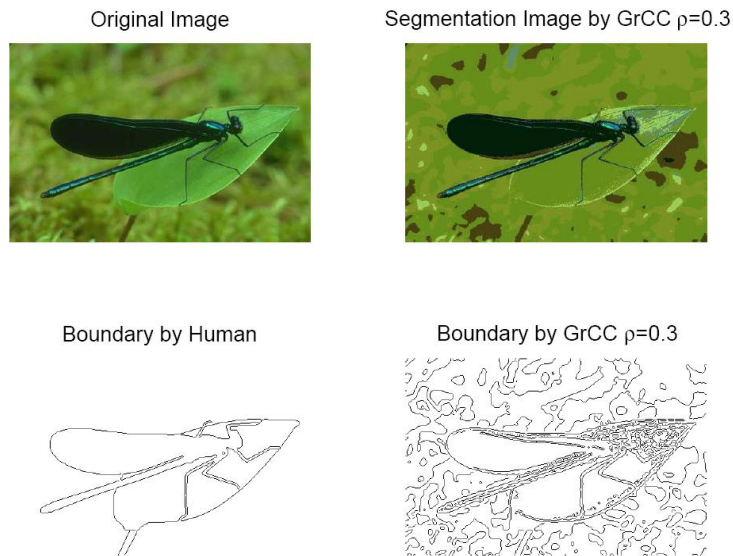 Original Image
Segmentation Image by GrCC ρ=0.3
Boundary by Human
Boundary by GrCC ρ=0.3